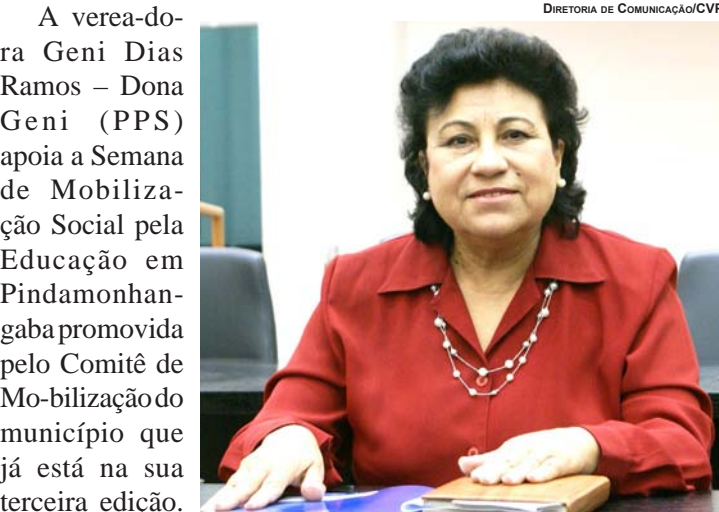 DIRETORIA DE COMUNICAÇÃO/CVP
A verea-do-
ra Geni Dias
Ramos – Dona
Geni (PPS)
apoia a Semana
de Mobiliza-
ção Social pela
Educação em
Pindamonhan-
gaba promovida
pelo Comitê de
Mo-bilização do
município que
já está na sua
terceira edição.